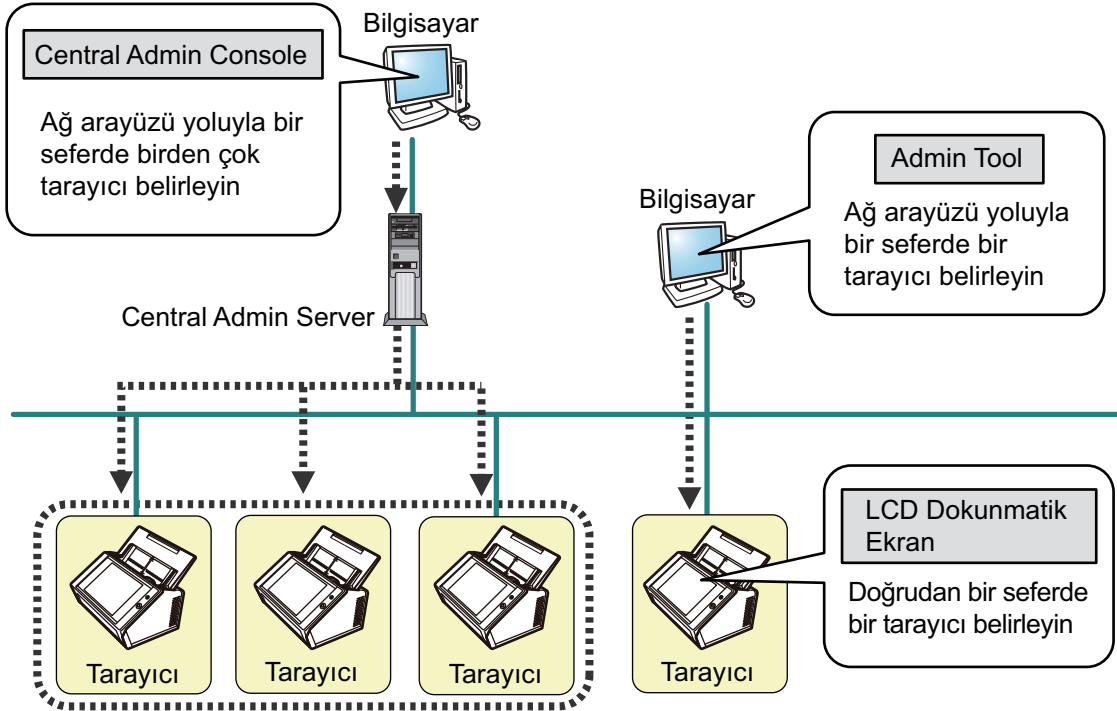 Bilgisayar
Central Admin Console
Ağ arayüzü yoluyla bir
seferde birden çok
tarayıcı belirleyin
Bilgisayar
Admin Tool
Ağ arayüzü yoluyla
bir seferde bir
tarayıcı belirleyin
Central Admin Server
LCD Dokunmatik
Ekran
Doğrudan bir seferde
bir tarayıcı belirleyin
Tarayıcı
Tarayıcı
Tarayıcı
Tarayıcı